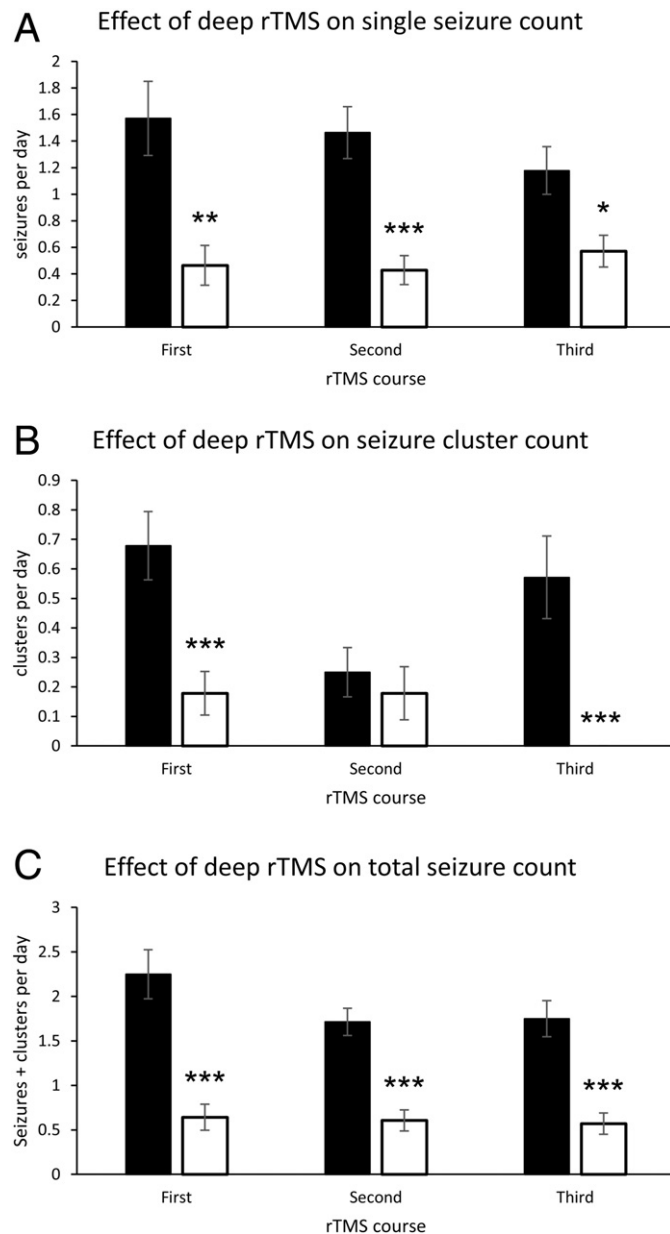 A Effect of deep rTMS on single seizure count
seizures per day
2
1.8
1.6
1.4
1.2
1
0.8
0.6
0.4
0.2
0
** *** *
First Second Third
rTMS course
B Effect of deep rTMS on seizure cluster count
clusters per day
0.9
0.8
0.7
0.6
0.5
0.4
0.3
0.2
0.1
0
*** ***
First Second Third
rTMS course
C Effect of deep rTMS on total seizure count
Seizures + clusters per day
3
2.5
2
1.5
1
0.5
0
*** *** ***
First Second Third
rTMS course